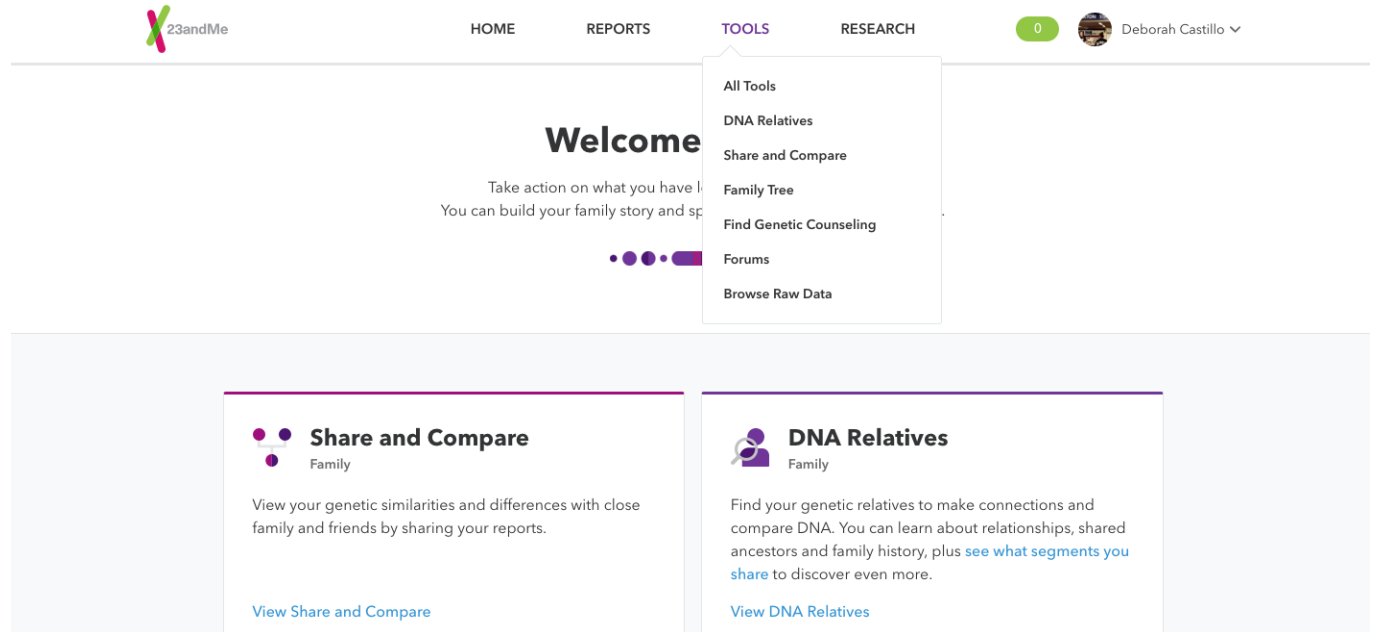 23andMe
HOME
REPORTS
TOOLS
RESEARCH
0
Deborah Castillo
All Tools
DNA Relatives
Share and Compare
Family Tree
Find Genetic Counseling
Forums
Browse Raw Data
Welcome
Take action on what you have
You can build your family story and
Share and Compare
Family
View your genetic similarities and differences with close
family and friends by sharing your reports.
View Share and Compare
DNA Relatives
Family
Find your genetic relatives to make connections and
compare DNA. You can learn about relationships, shared
ancestors and family history, plus see what segments you
share to discover even more.
View DNA Relatives